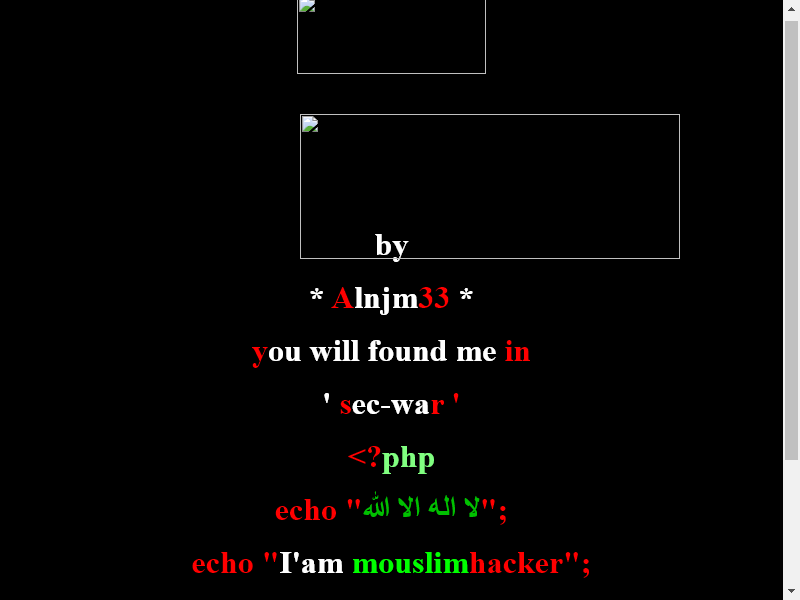 by
* Alnjm33 *
you will found me in
' sec-war '
<?php
echo "لا اله الا الله";
echo "I'am mouslimhacker";